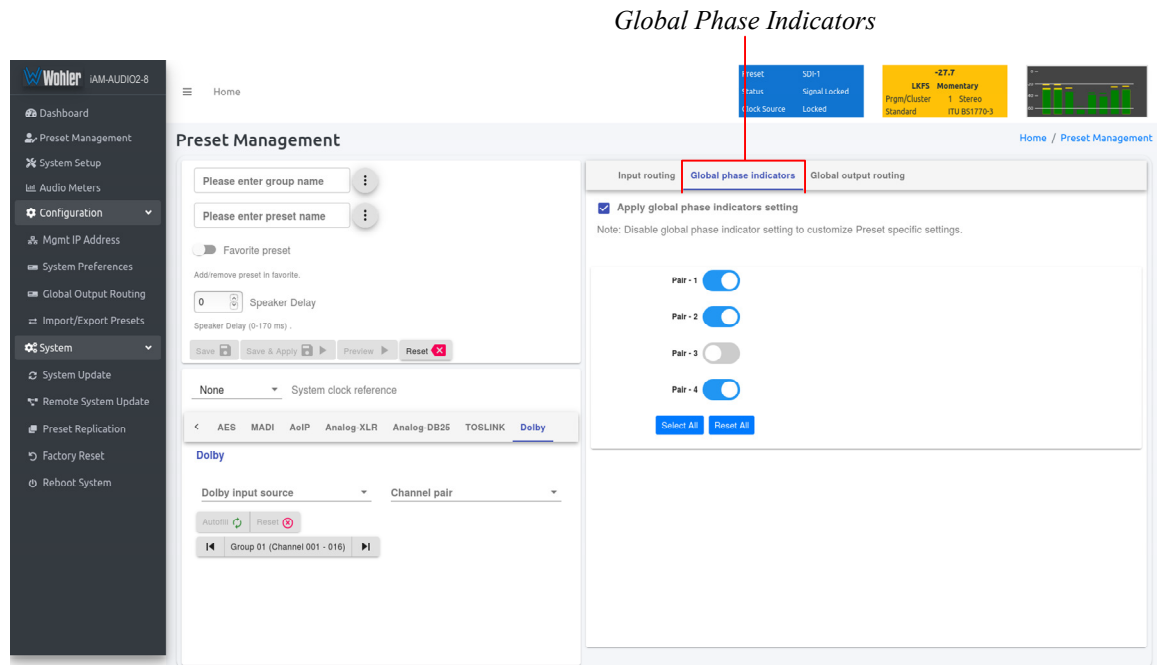 Global Phase Indicators
Wohler iAM-AUDIO2-8
Dashboard
Preset Management
System Setup
Audio Meters
Configuration
Mgmt IP Address
System Preferences
Global Output Routing
Import/Export Presets
System
System Update
Remote System Update
Preset Replication
Factory Reset
Reboot System
Home
Preset SDI-1
Status Signal Locked
Clock Source Locked
-27.7
LKFS Momentary
Prgm/Cluster 1 Stereo
Standard ITU BS1770-3
Preset Management
Home / Preset Management
Please enter group name
Please enter preset name
Favorite preset
Add/remove preset in favorite.
0 Speaker Delay
Speaker Delay (0-170 ms) .
Save Save & Apply Preview Reset
None System clock reference
< AES MADI AoIP Analog-XLR Analog-DB25 TOSLINK Dolby
Dolby
Dolby input source Channel pair
Autofill Reset
Group 01 (Channel 001 - 016)
Input routing Global phase indicators Global output routing
Apply global phase indicators setting
Note: Disable global phase indicator setting to customize Preset specific settings.
Pair - 1
Pair - 2
Pair - 3
Pair - 4
Select All Reset All